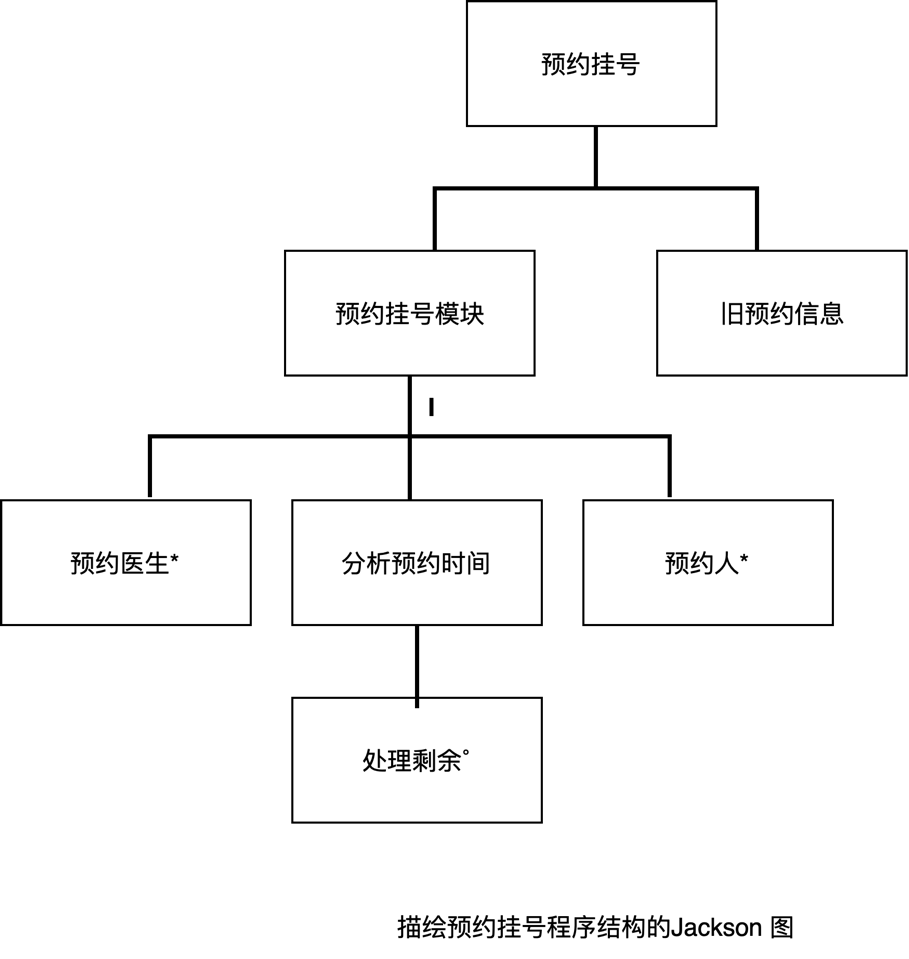 预约挂号
预约挂号模块
旧预约信息
I
预约医生*
分析预约时间
预约人*
处理剩余°
描绘预约挂号程序结构的Jackson 图